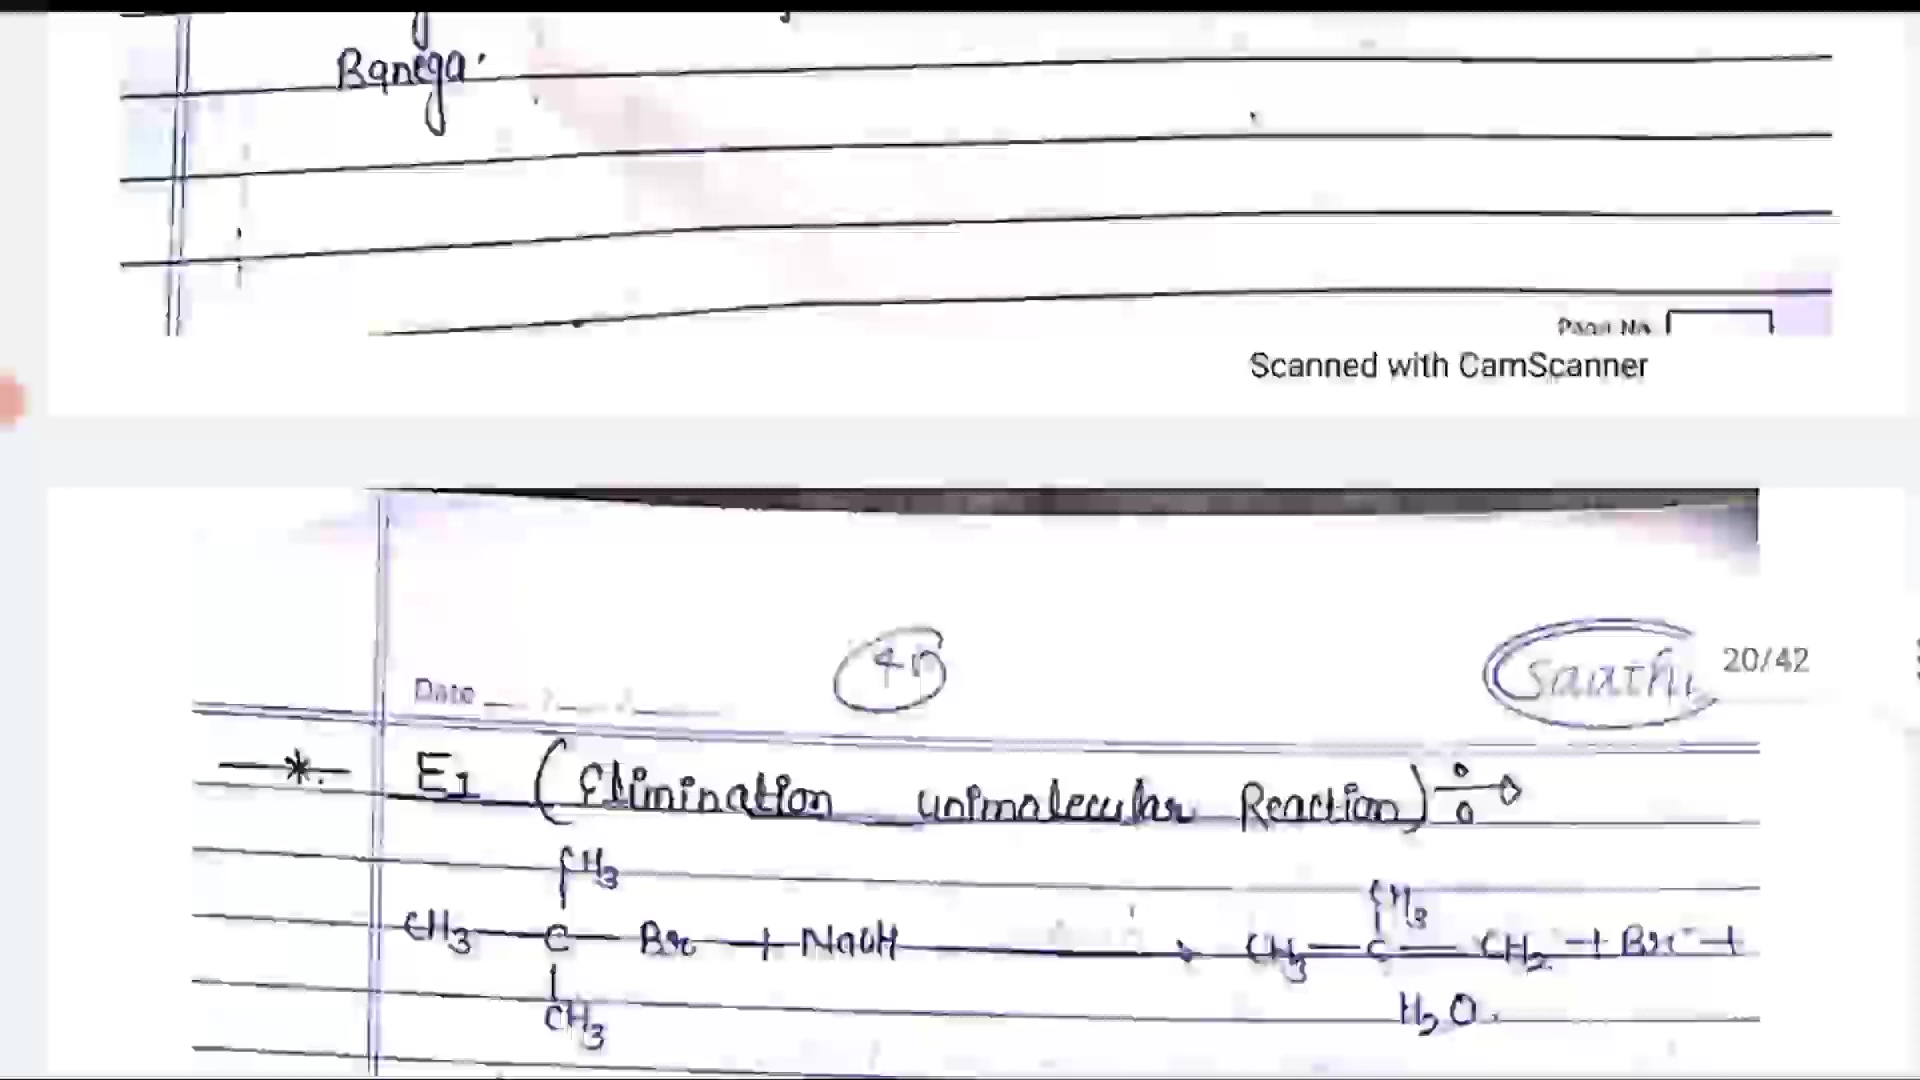 Banega.
Page No.
Scanned with CamScanner
Date
Saathi 20/42
* E1 (Elimination unimolecular Reaction) →
CH3
CH3
CH3 — C — Br + NaOH → CH3 — C = CH2 + Br⁻ +
CH3
H2O.